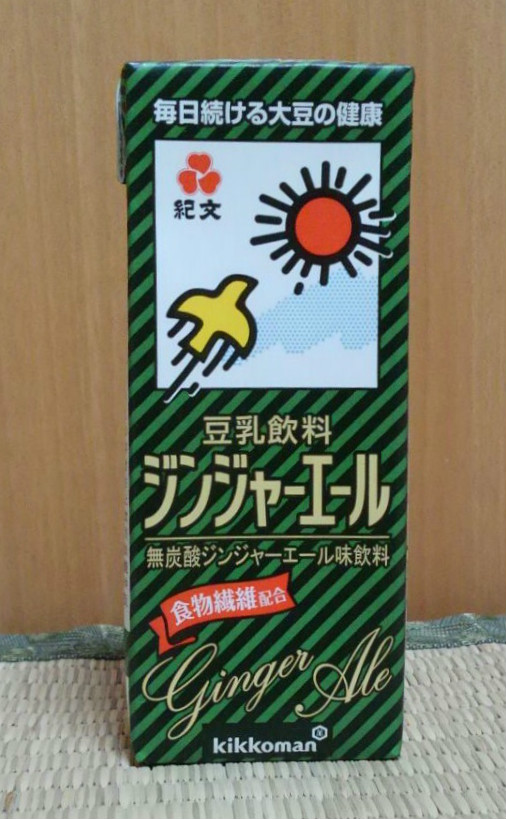 毎日続ける大豆の健康
紀文
豆乳飲料
ジンジャーエール
無炭酸ジンジャーエール味飲料
食物繊維配合
Ginger Ale
kikkoman